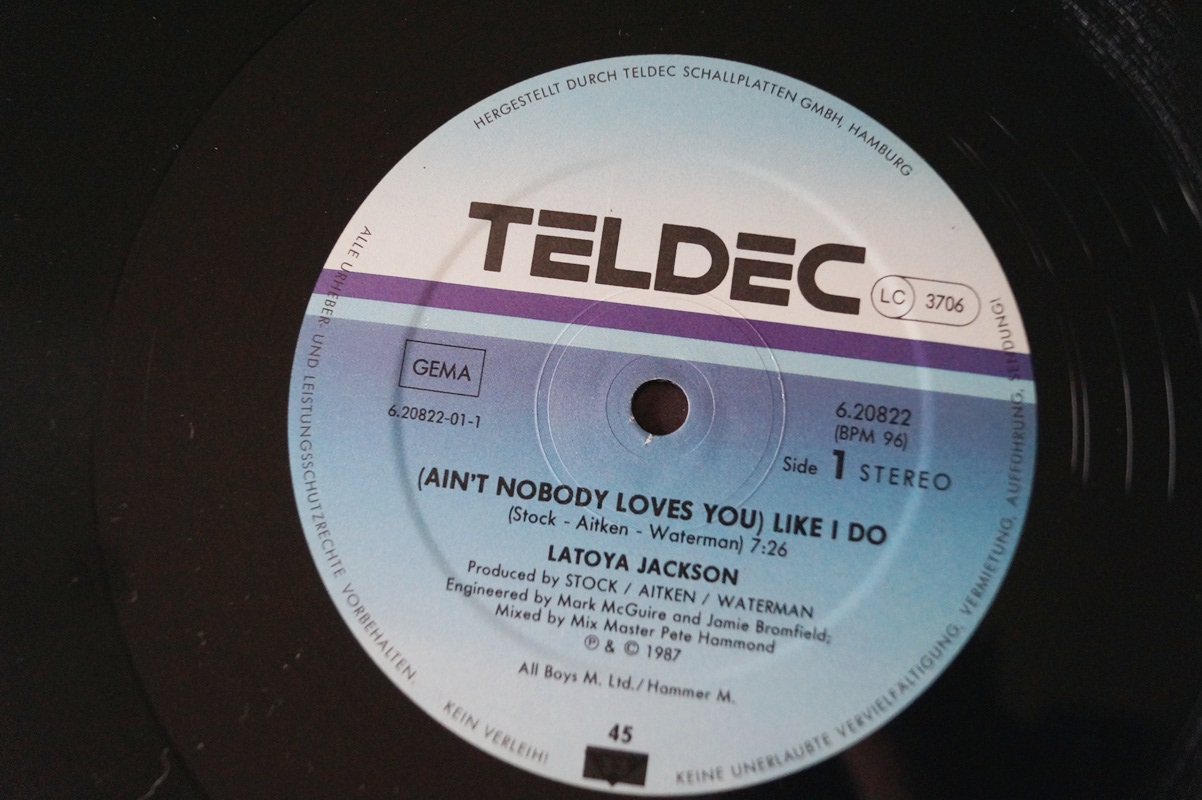 HERGESTELLT DURCH TELDEC SCHALLPLATTEN GMBH, HAMBURG
TELDEC
LC 3706
GEMA
6.20822-01-1
6.20822
(BPM 96)
Side 1 STEREO
(AIN'T NOBODY LOVES YOU) LIKE I DO
(Stock - Aitken - Waterman) 7:26
LATOYA JACKSON
Produced by STOCK / AITKEN / WATERMAN
Engineered by Mark McGuire and Jamie Bromfield;
Mixed by Mix Master Pete Hammond
℗ & © 1987
All Boys M. Ltd./Hammer M.
45
ALLE URHEBER- UND LEISTUNGSSCHUTZRECHTE VORBEHALTEN.
KEIN VERLEIH!
KEINE UNERLAUBTE VERVIELFÄLTIGUNG, VERMIETUNG, AUFFÜHRUNG, SENDUNG!